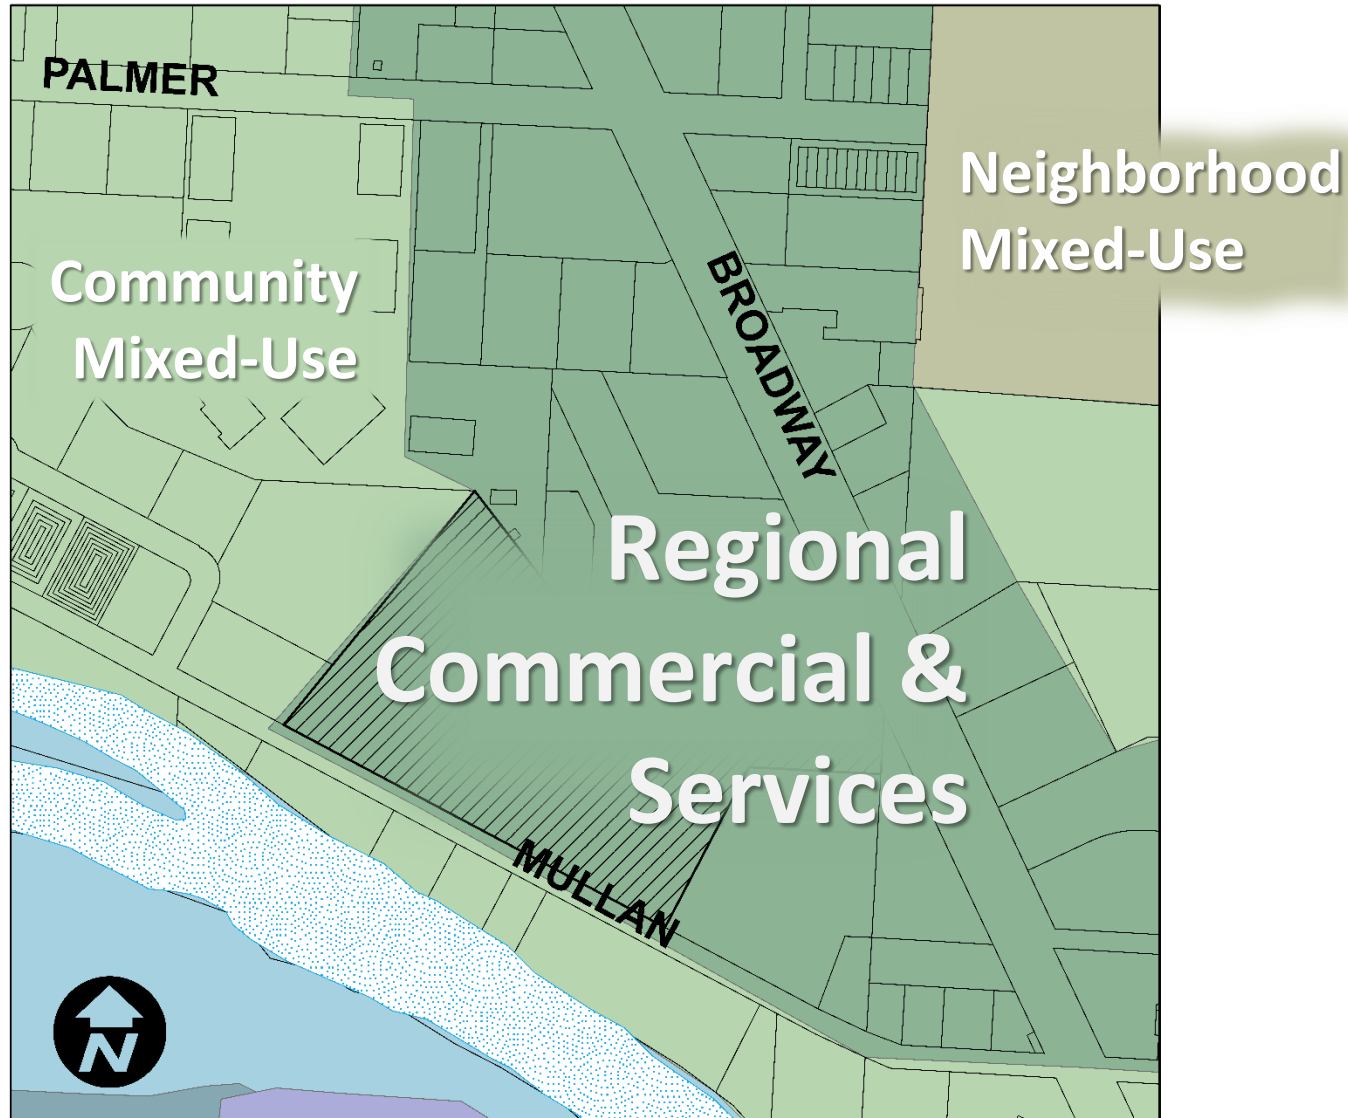 PALMER
Neighborhood
Mixed-Use
Community
Mixed-Use
BROADWAY
Regional
Commercial &
Services
MULLAN
N